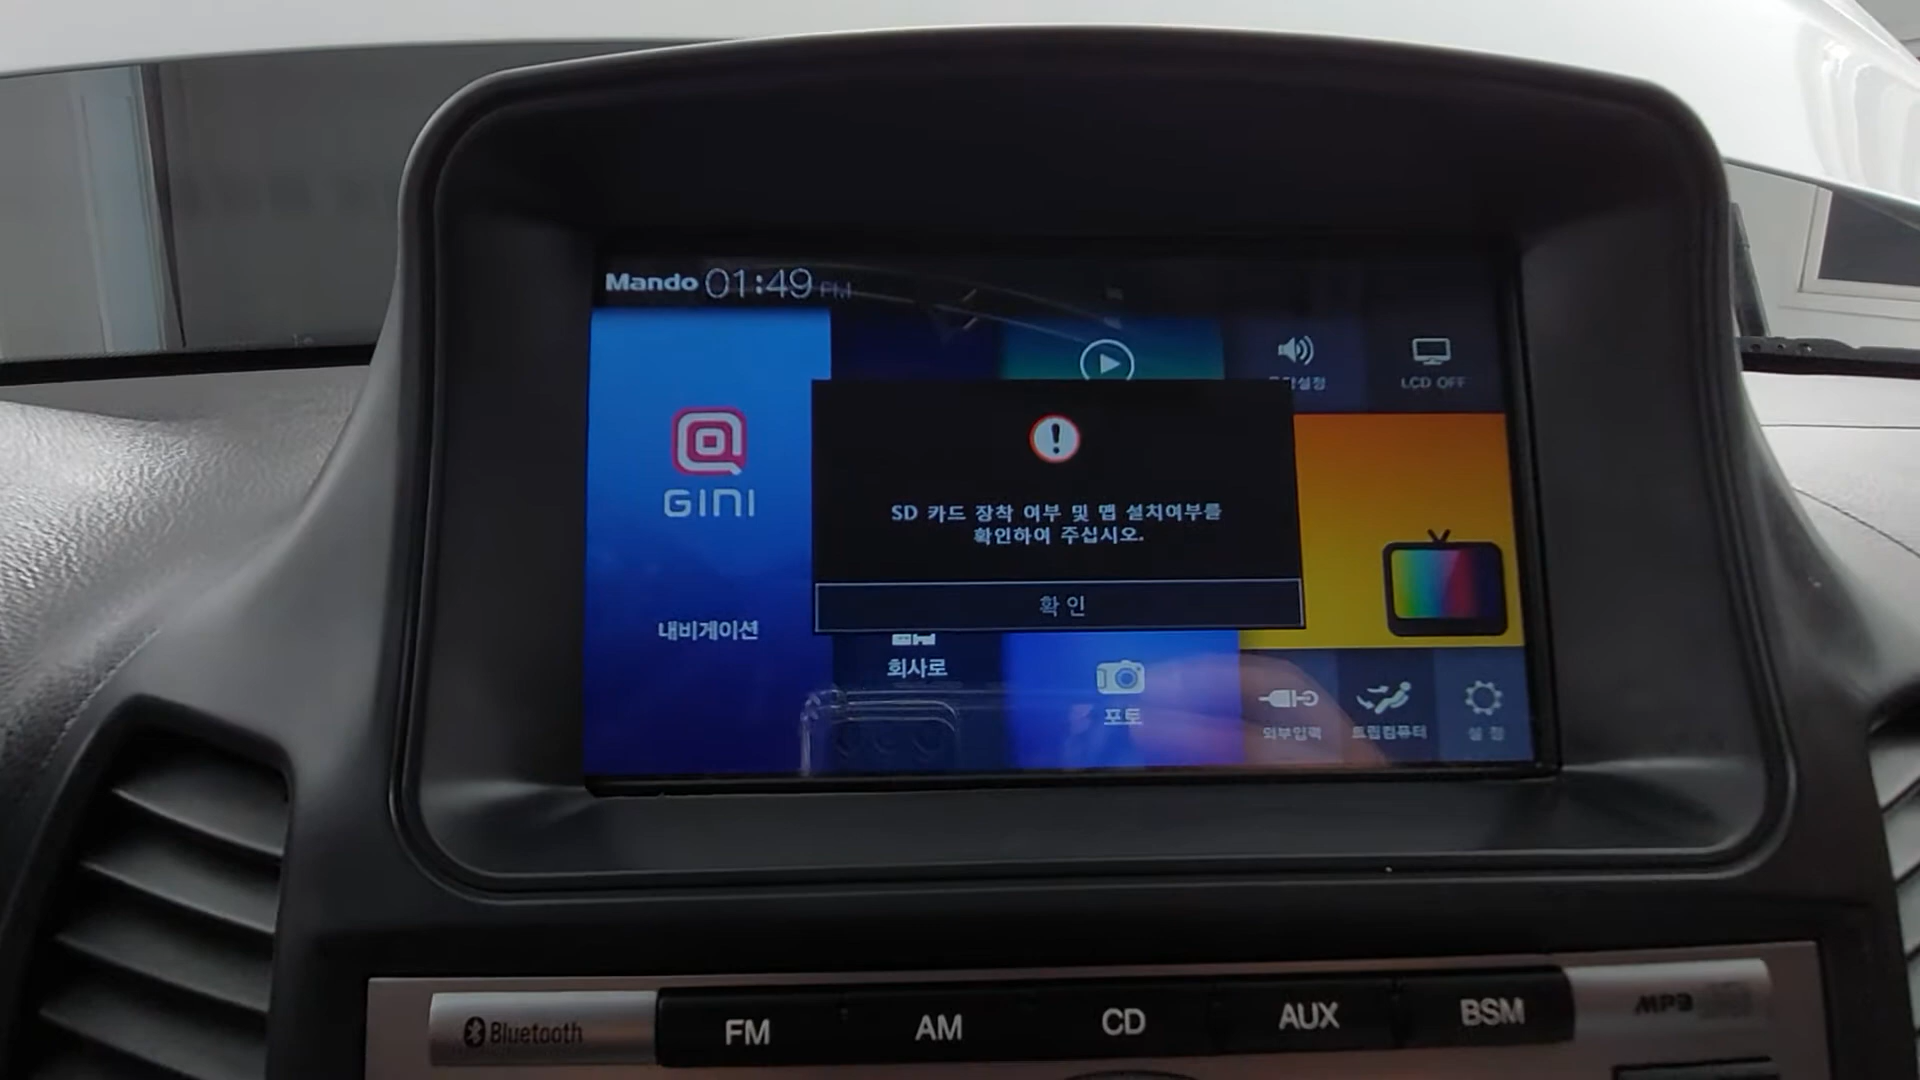 Mando 01:49 PM
LCD OFF
GINI
SD 카드 장착 여부 및 맵 설치여부를
확인하여 주십시오.
확인
내비게이션
회사로
포토
외부입력
트립컴퓨터
설정
Bluetooth
FM
AM
CD
AUX
BSM
MP3